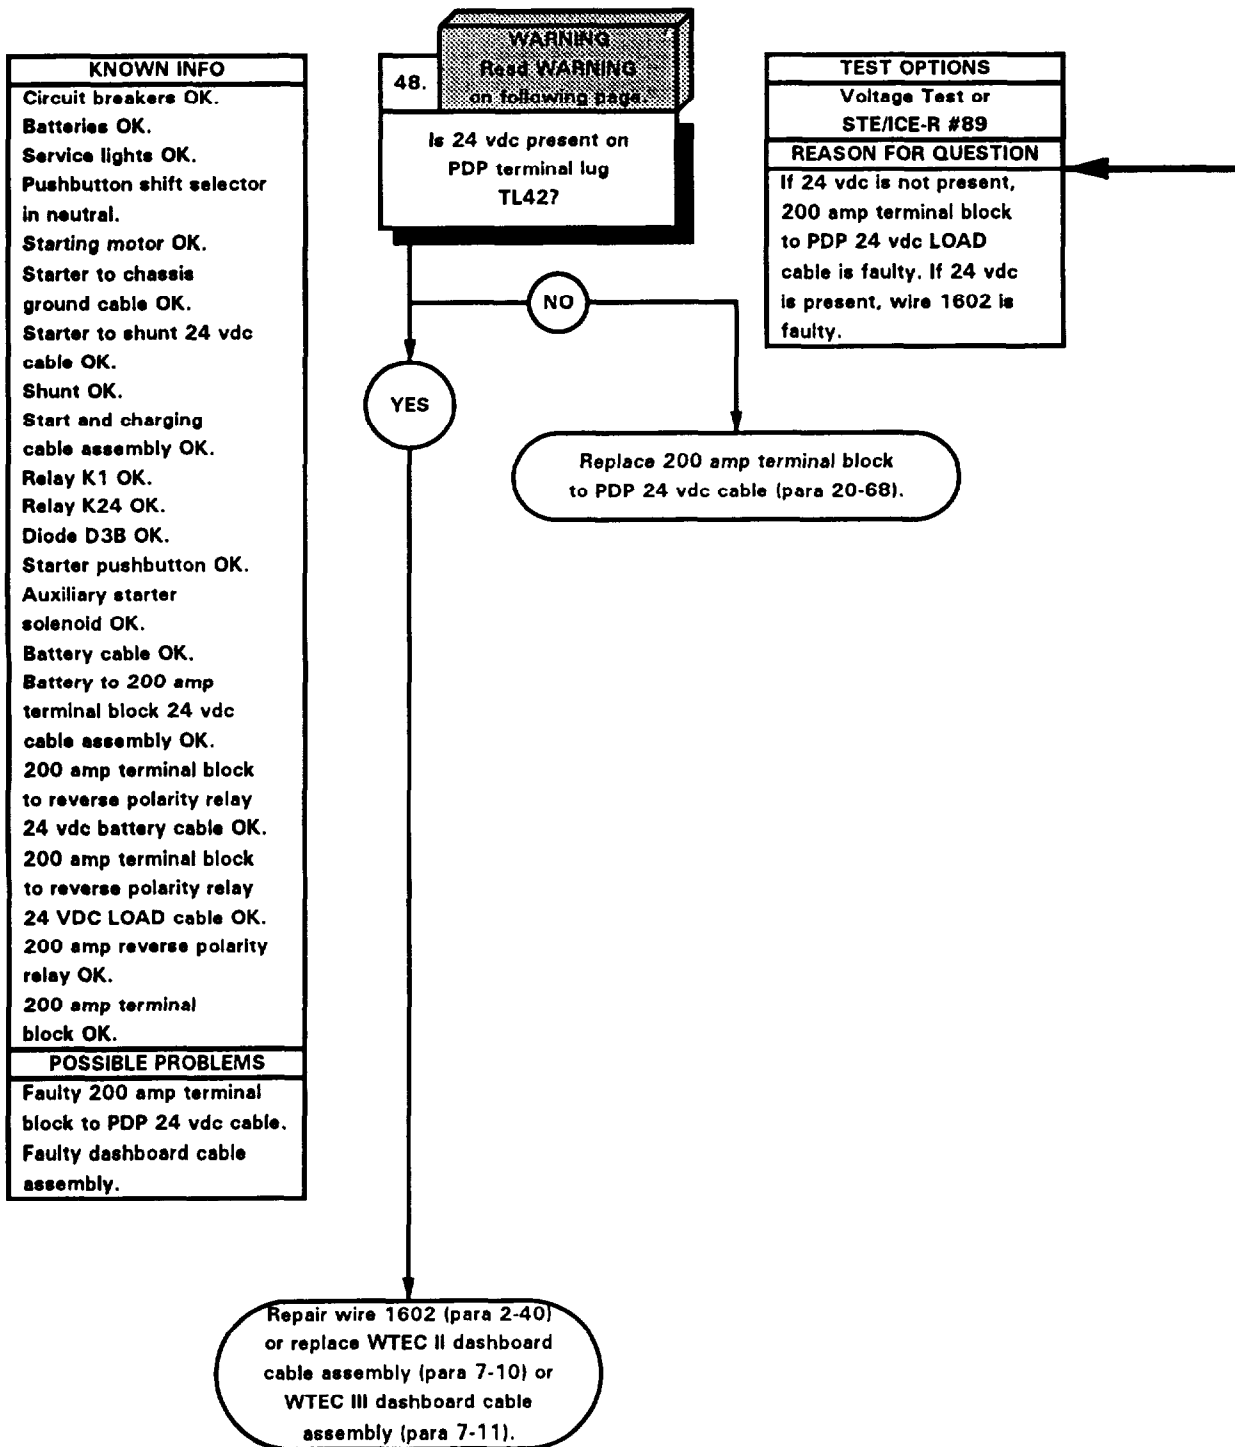 KNOWN INFO
Circuit breakers OK.
Batteries OK.
Service lights OK.
Pushbutton shift selector
in neutral.
Starting motor OK.
Starter to chassis
ground cable OK.
Starter to shunt 24 vdc
cable OK.
Shunt OK.
Start and charging
cable assembly OK.
Relay K1 OK.
Relay K24 OK.
Diode D3B OK.
Starter pushbutton OK.
Auxiliary starter
solenoid OK.
Battery cable OK.
Battery to 200 amp
terminal block 24 vdc
cable assembly OK.
200 amp terminal block
to reverse polarity relay
24 vdc battery cable OK.
200 amp terminal block
to reverse polarity relay
24 VDC LOAD cable OK.
200 amp reverse polarity
relay OK.
200 amp terminal
block OK.
POSSIBLE PROBLEMS
Faulty 200 amp terminal
block to PDP 24 vdc cable.
Faulty dashboard cable
assembly.
WARNING
Read WARNING
on following page.
48.
Is 24 vdc present on
PDP terminal lug
TL42?
NO
YES
Replace 200 amp terminal block
to PDP 24 vdc cable (para 20-68).
Repair wire 1602 (para 2-40)
or replace WTEC II dashboard
cable assembly (para 7-10) or
WTEC III dashboard cable
assembly (para 7-11).
TEST OPTIONS
Voltage Test or
STE/ICE-R #89
REASON FOR QUESTION
If 24 vdc is not present,
200 amp terminal block
to PDP 24 vdc LOAD
cable is faulty. If 24 vdc
is present, wire 1602 is
faulty.